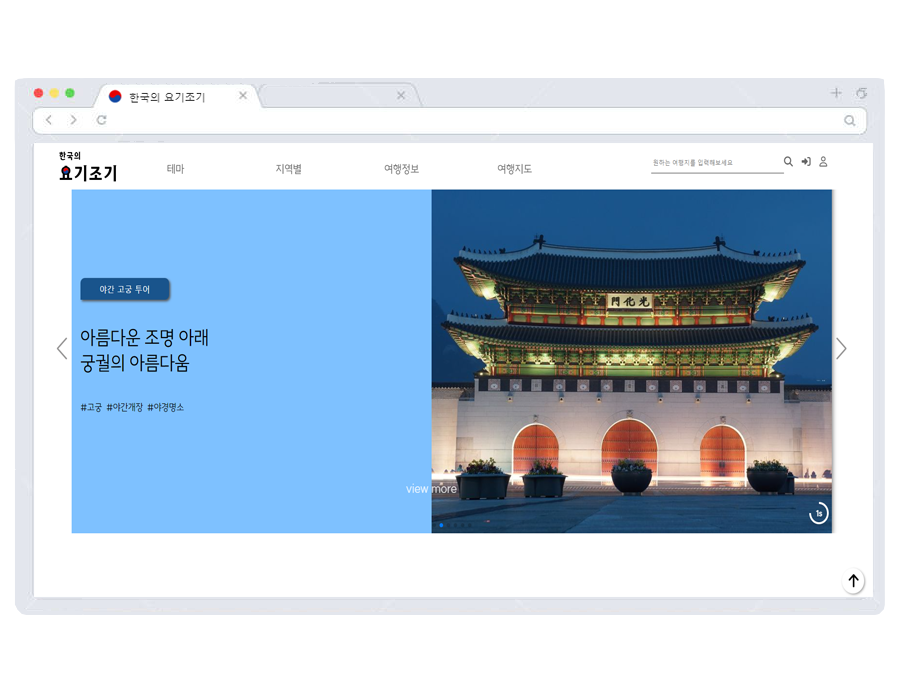 한국의 요기조기
한국의
요기조기
테마
지역별
여행정보
여행지도
원하는 여행지를 입력해보세요
야간 고궁 투어
아름다운 조명 아래
궁궐의 아름다움
#고궁 #야간개장 #야경명소
門化光
view more
1s